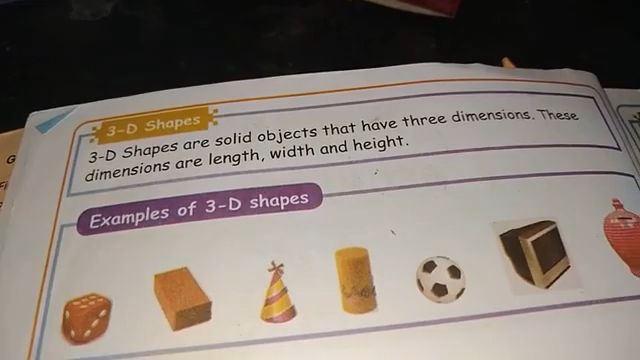 3-D Shapes
3-D Shapes are solid objects that have three dimensions. These
dimensions are length, width and height.
Examples of 3-D shapes